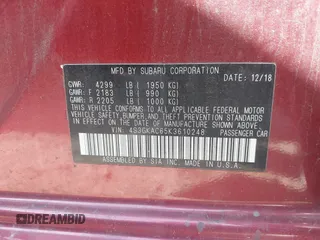 MFD. BY SUBARU CORPORATION DATE: 12/18
GVWR: 4299 LB ( 1950 KG)
GAWR: F 2183 LB ( 990 KG)
GAWR: R 2205 LB ( 1000 KG)
THIS VEHICLE CONFORMS TO ALL APPLICABLE FEDERAL MOTOR
VEHICLE SAFETY, BUMPER, AND THEFT PREVENTION STANDARDS
IN EFFECT ON THE DATE OF MANUFACTURE SHOWN ABOVE.
VIN: 4S3GKAC65K3610248 PASSENGER CAR
ASSEMBLED BY SIA IN U.S.A.
DREAMBID